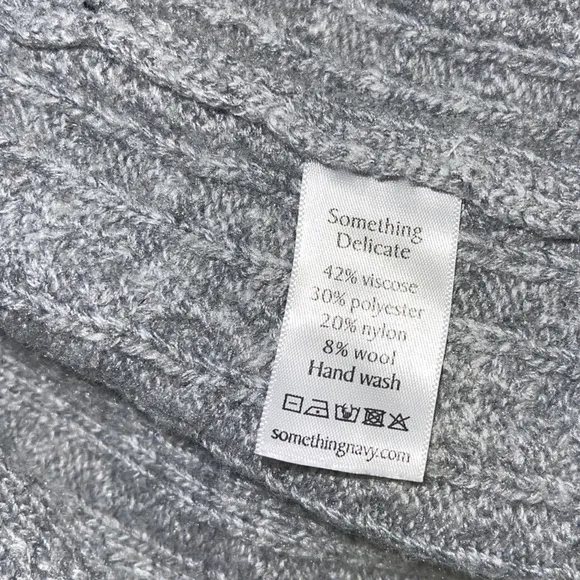 Something
Delicate
42% viscose
30% polyester
20% nylon
8% wool
Hand wash
somethingnavy.com